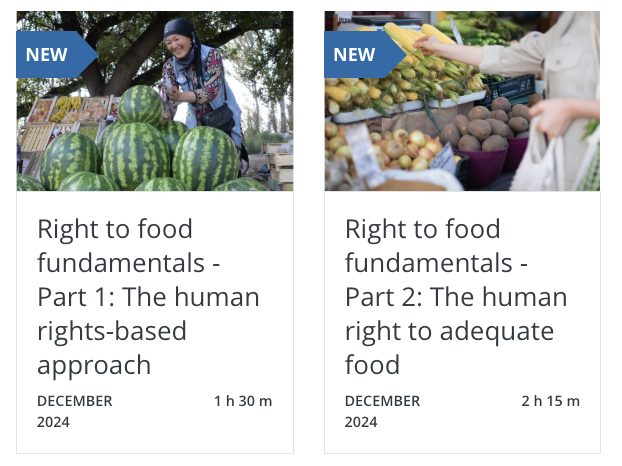 NEW
Right to food
fundamentals -
Part 1: The human
rights-based
approach
DECEMBER
2024
1 h 30 m
NEW
Right to food
fundamentals -
Part 2: The human
right to adequate
food
DECEMBER
2024
2 h 15 m